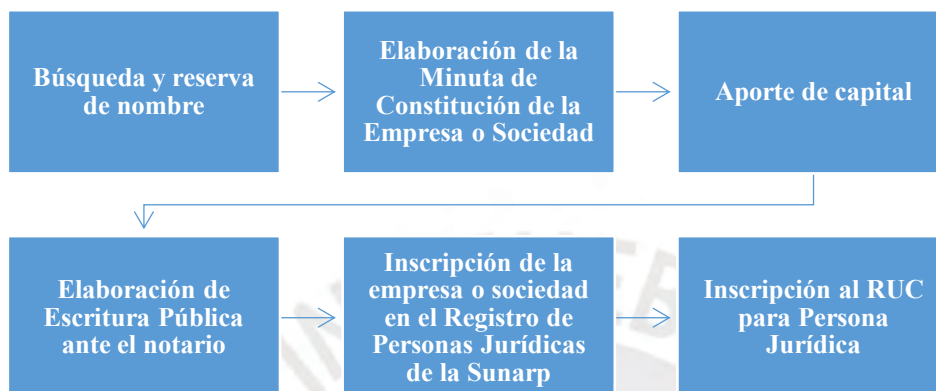 Búsqueda y reserva
de nombre
Elaboración de la
Minuta de
Constitución de la
Empresa o Sociedad
Aporte de capital
Elaboración de
Escritura Pública
ante el notario
Inscripción de la
empresa o sociedad
en el Registro de
Personas Jurídicas
de la Sunarp
Inscripción al RUC
para Persona
Jurídica